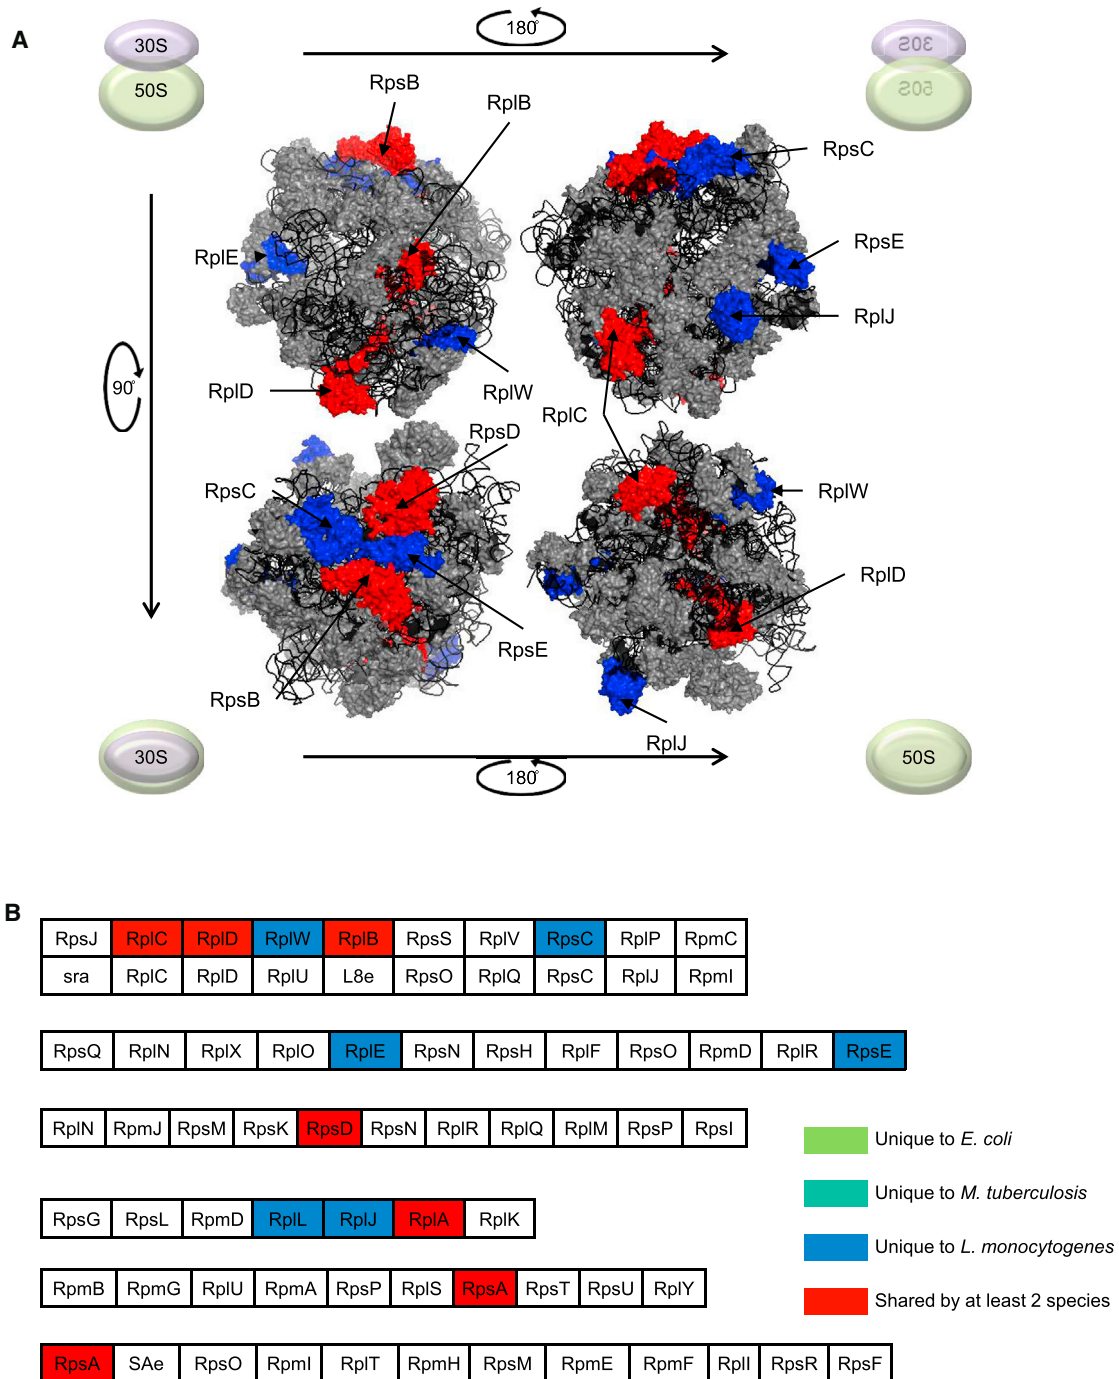 A
30S
50S
180°
30S
50S
RpsB
RplB
RpsC
RplE
RpsE
RplJ
90°
RplD
RplW
RplC
RpsD
RpsC
RplW
RplD
RpsE
RpsB
RplJ
30S
180°
50S
B
RpsJ RplC RplD RplW RplB RpsS RplV RpsC RplP RpmC
sra RplC RplD RplU L8e RpsO RplQ RpsC RplJ RpmI
RpsQ RplN RplX RplO RplE RpsN RpsH RplF RpsO RpmD RplR RpsE
RplN RpmJ RpsM RpsK RpsD RpsN RplR RplQ RplM RpsP RpsI
Unique to E. coli
Unique to M. tuberculosis
Unique to L. monocytogenes
Shared by at least 2 species
RpsG RpsL RpmD RplL RplJ RplA RplK
RpmB RpmG RplU RpmA RpsP RplS RpsA RpsT RpsU RplY
RpsA SAe RpsO RpmI RplT RpmH RpsM RpmE RpmF RplI RpsR RpsF